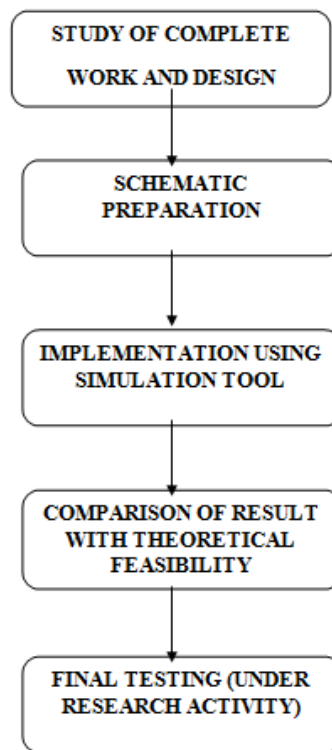 STUDY OF COMPLETE
WORK AND DESIGN
SCHEMATIC
PREPARATION
IMPLEMENTATION USING
SIMULATION TOOL
COMPARISON OF RESULT
WITH THEORETICAL
FEASIBILITY
FINAL TESTING (UNDER
RESEARCH ACTIVITY)